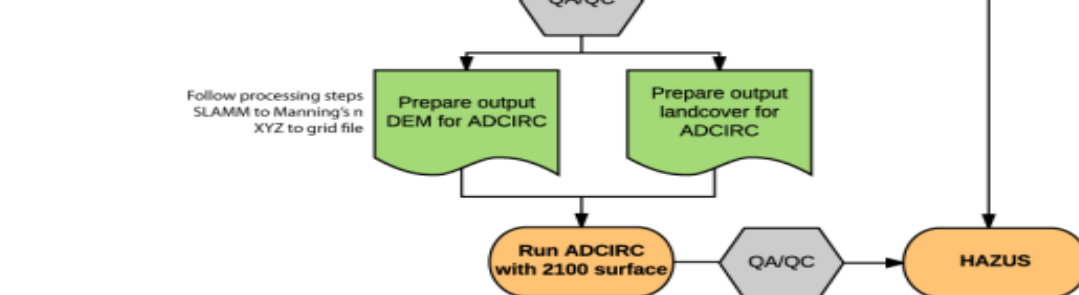 QA/QC
Follow processing steps
SLAMM to Manning's n
XYZ to grid file
Prepare output
DEM for ADCIRC
Prepare output
landcover for
ADCIRC
Run ADCIRC
with 2100 surface
QA/QC
HAZUS